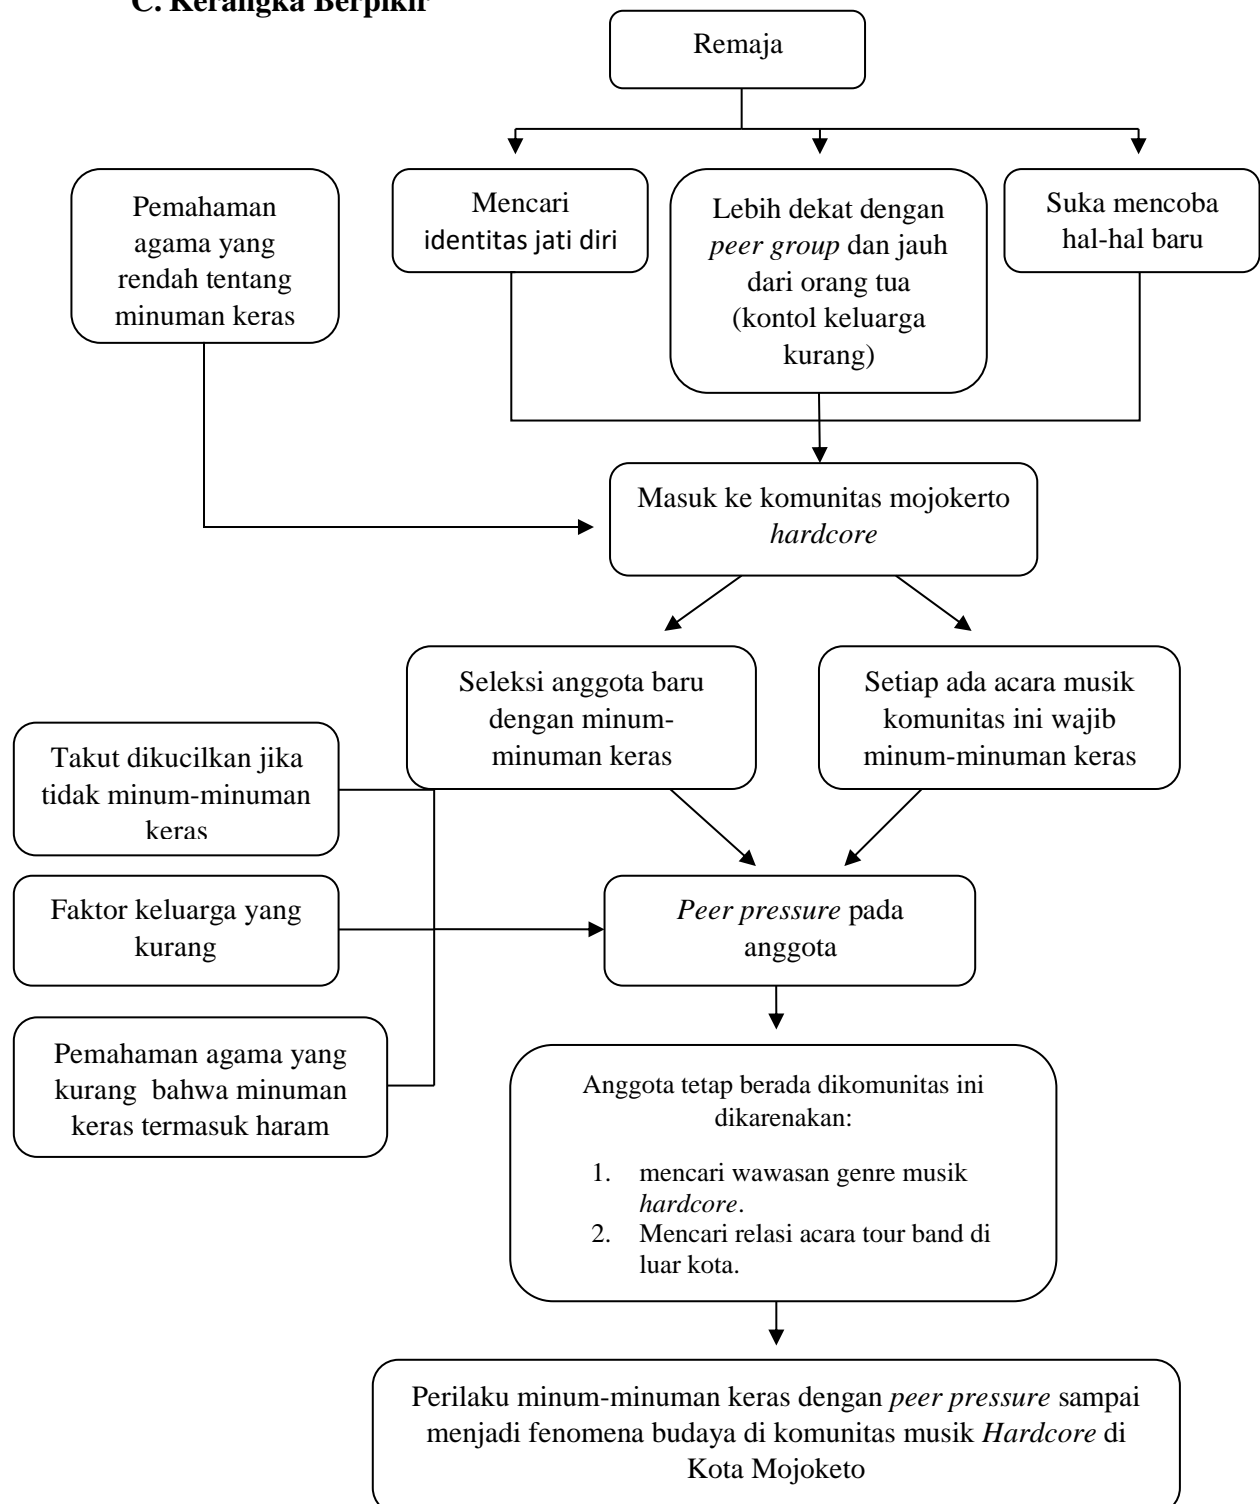 C. Kerangka Berpikir
Remaja
Pemahaman
agama yang
rendah tentang
minuman keras
Mencari
identitas jati diri
Lebih dekat dengan
peer group dan jauh
dari orang tua
(kontol keluarga
kurang)
Suka mencoba
hal-hal baru
Masuk ke komunitas mojokerto
hardcore
Seleksi anggota baru
dengan minum-
minuman keras
Setiap ada acara musik
komunitas ini wajib
minum-minuman keras
Takut dikucilkan jika
tidak minum-minuman
keras
Faktor keluarga yang
kurang
Pemahaman agama yang
kurang  bahwa minuman
keras termasuk haram
Peer pressure pada
anggota
Anggota tetap berada dikomunitas ini
dikarenakan:
1. mencari wawasan genre musik
hardcore.
2. Mencari relasi acara tour band di
luar kota.
Perilaku minum-minuman keras dengan peer pressure sampai
menjadi fenomena budaya di komunitas musik Hardcore di
Kota Mojoketo